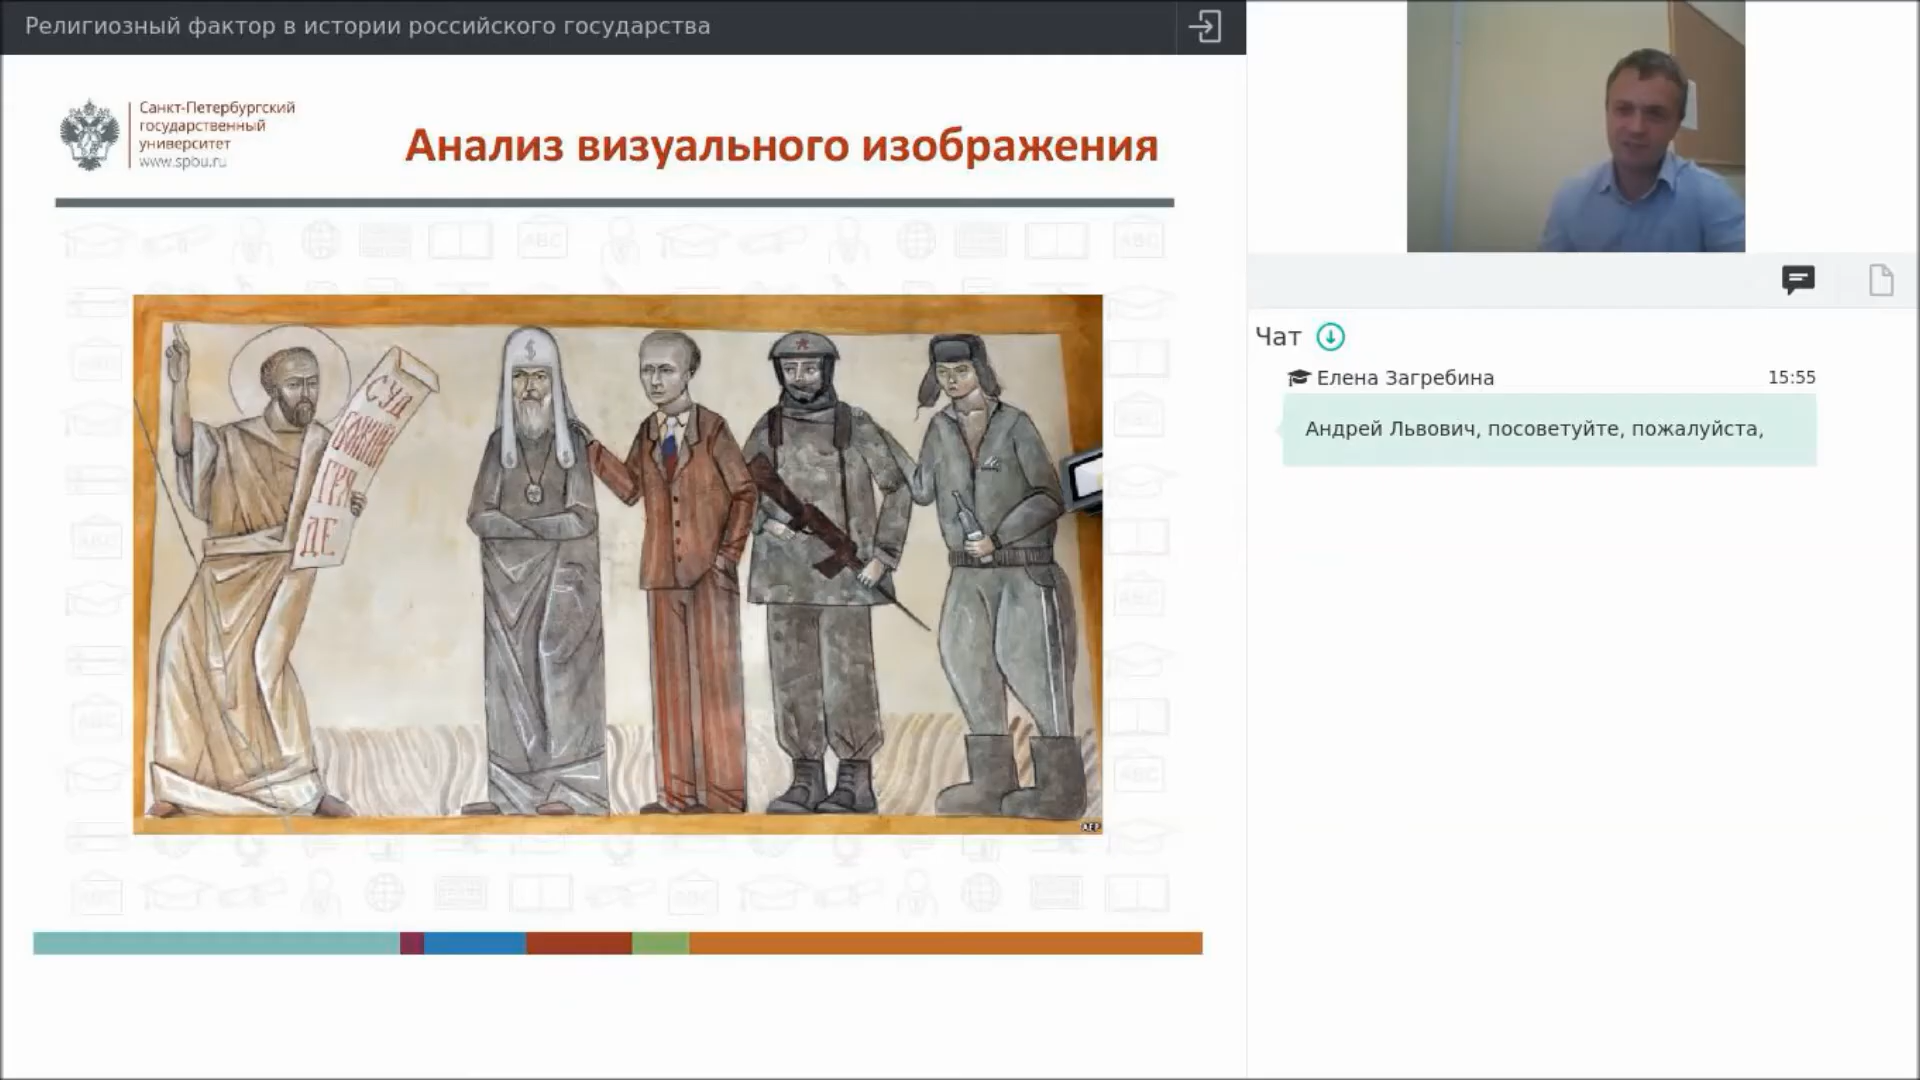 Религиозный фактор в истории российского государства
Санкт-Петербургский
государственный
университет
www.spbu.ru
Анализ визуального изображения
СУД
БОЖИЙ
ГРЯ
ДЕ
AFP
Чат
Елена Загребина
15:55
Андрей Львович, посоветуйте, пожалуйста,